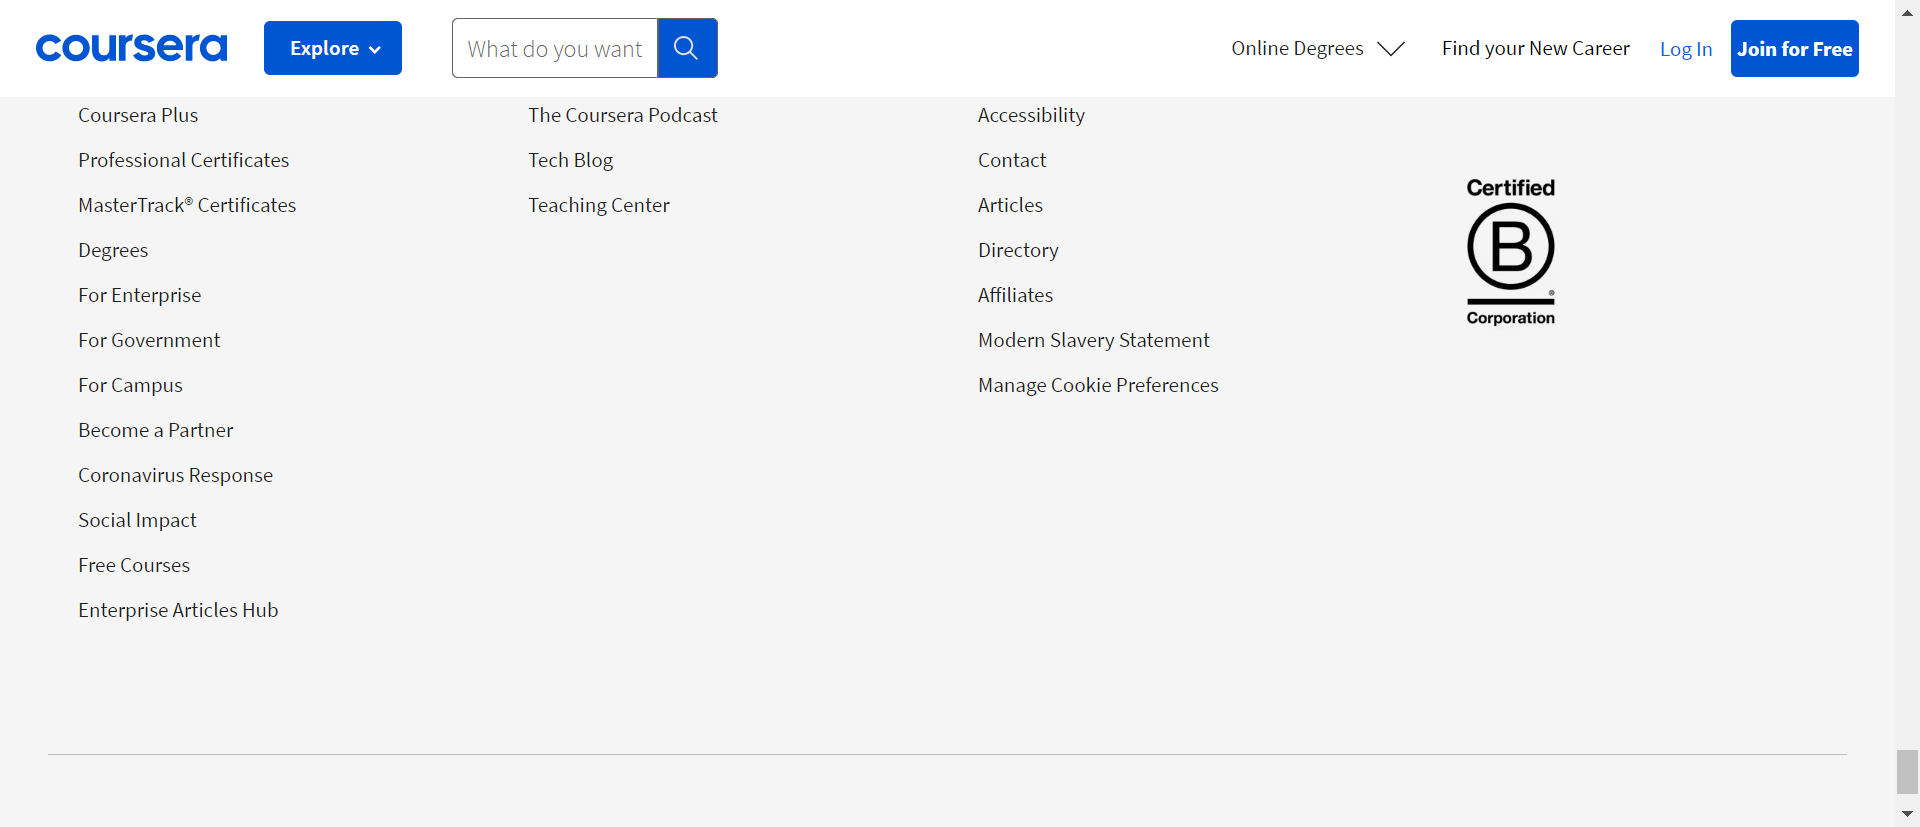 coursera
Explore
What do you want
Online Degrees
Find your New Career
Log In
Join for Free
Coursera Plus
Professional Certificates
MasterTrack® Certificates
Degrees
For Enterprise
For Government
For Campus
Become a Partner
Coronavirus Response
Social Impact
Free Courses
Enterprise Articles Hub
The Coursera Podcast
Tech Blog
Teaching Center
Accessibility
Contact
Articles
Directory
Affiliates
Modern Slavery Statement
Manage Cookie Preferences
Certified
B
®
Corporation